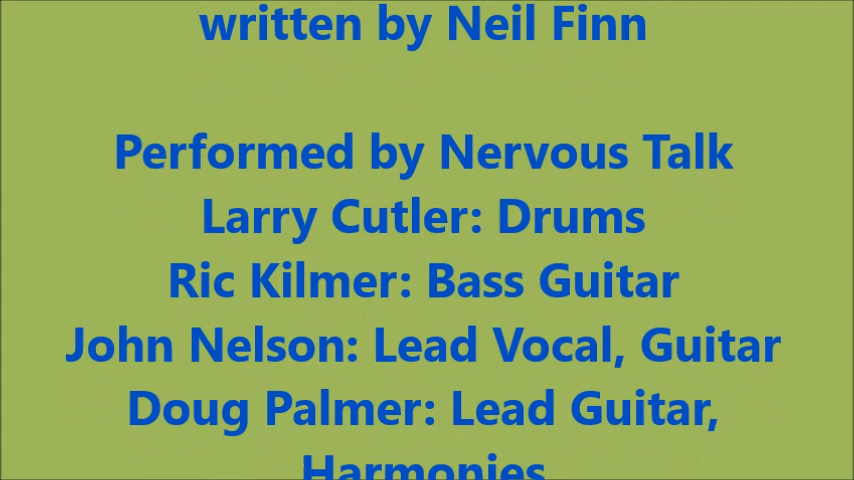 written by Neil Finn
Performed by Nervous Talk
Larry Cutler: Drums
Ric Kilmer: Bass Guitar
John Nelson: Lead Vocal, Guitar
Doug Palmer: Lead Guitar,
Harmonies